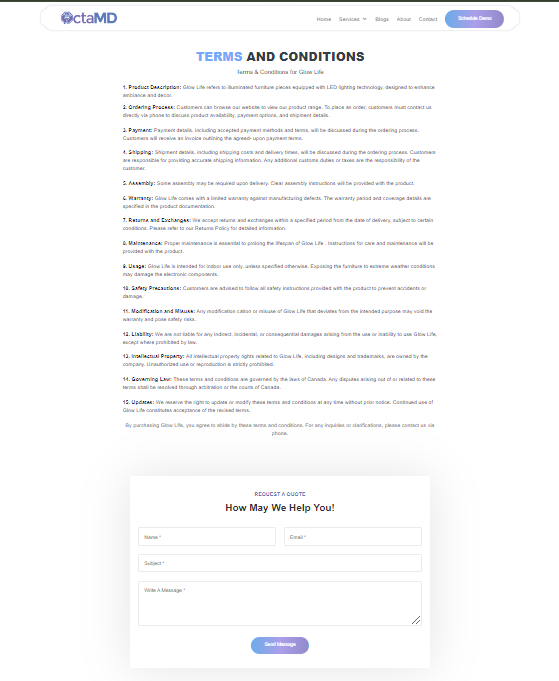 OctaMD
Home Services Blogs About Contact Schedule Demo
TERMS AND CONDITIONS
Terms & Conditions for Glow Life
1. Product Description: Glow Life refers to illuminated furniture pieces equipped with LED lighting technology, designed to enhance
ambiance and decor.
2. Ordering Process: Customers can browse our website to view our product range. To place an order, customers must contact us
directly via phone to discuss product availability, payment options, and shipment details.
3. Payment: Payment details, including accepted payment methods and terms, will be discussed during the ordering process.
Customers will receive an invoice outlining the agreed-upon payment terms.
4. Shipping: Shipment details, including shipping costs and delivery times, will be discussed during the ordering process. Customers
are responsible for providing accurate shipping information. Any additional customs duties or taxes are the responsibility of the
customer.
5. Assembly: Some assembly may be required upon delivery. Clear assembly instructions will be provided with the product.
6. Warranty: Glow Life comes with a limited warranty against manufacturing defects. The warranty period and coverage details are
specified in the product documentation.
7. Returns and Exchanges: We accept returns and exchanges within a specified period from the date of delivery, subject to certain
conditions. Please refer to our Returns Policy for detailed information.
8. Maintenance: Proper maintenance is essential to prolong the lifespan of Glow Life . Instructions for care and maintenance will be
provided with the product.
9. Usage: Glow Life is intended for indoor use only, unless specified otherwise. Exposing the furniture to extreme weather conditions
may damage the electronic components.
10. Safety Precautions: Customers are advised to follow all safety instructions provided with the product to prevent accidents or
damage.
11. Modification and Misuse: Any modification cation or misuse of Glow Life that deviates from the intended purpose may void the
warranty and pose safety risks.
12. Liability: We are not liable for any indirect, incidental, or consequential damages arising from the use or inability to use Glow Life,
except where prohibited by law.
13. Intellectual Property: All intellectual property rights related to Glow Life, including designs and trademarks, are owned by the
company. Unauthorized use or reproduction is strictly prohibited.
14. Governing Law: These terms and conditions are governed by the laws of Canada. Any disputes arising out of or related to these
terms shall be resolved through arbitration or the courts of Canada.
15. Updates: We reserve the right to update or modify these terms and conditions at any time without prior notice. Continued use of
Glow Life constitutes acceptance of the revised terms.
By purchasing Glow Life, you agree to abide by these terms and conditions. For any inquiries or clarifications, please contact us via
phone.
REQUEST A QUOTE
How May We Help You!
Name * Email *
Subject *
Write A Message *
Send Message